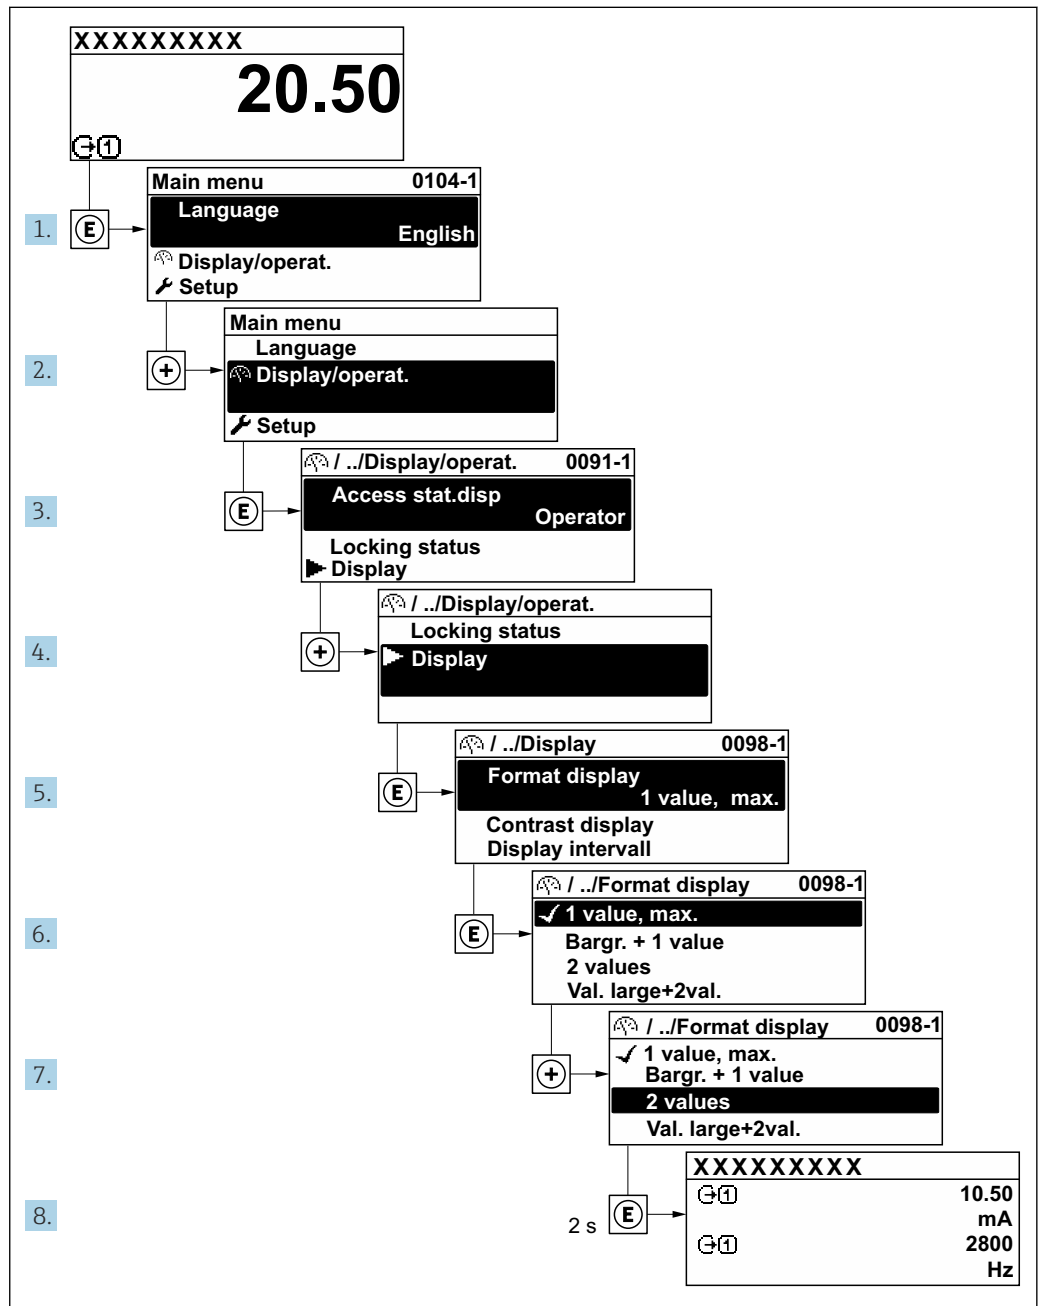 XXXXXXXXX
20.50
1
1.
E
Main menu 0104-1
Language
English
Display/operat.
Setup
2.
+
Main menu
Language
Display/operat.
Setup
3.
E
/ ../Display/operat. 0091-1
Access stat.disp
Operator
Locking status
Display
4.
+
/ ../Display/operat.
Locking status
Display
5.
E
/ ../Display 0098-1
Format display
1 value, max.
Contrast display
Display intervall
6.
E
/ ../Format display 0098-1
1 value, max.
Bargr. + 1 value
2 values
Val. large+2val.
7.
+
/ ../Format display 0098-1
1 value, max.
Bargr. + 1 value
2 values
Val. large+2val.
8.
2 s
E
XXXXXXXXX
1 10.50
mA
1 2800
Hz